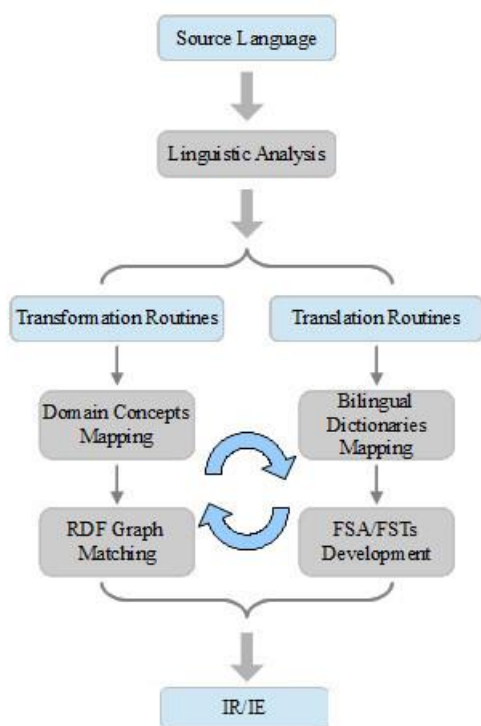 Source Language
Linguistic Analysis
Transformation Routines
Translation Routines
Domain Concepts
Mapping
Bilingual
Dictionaries
Mapping
RDF Graph
Matching
FSA/FSTs
Development
IR/IE